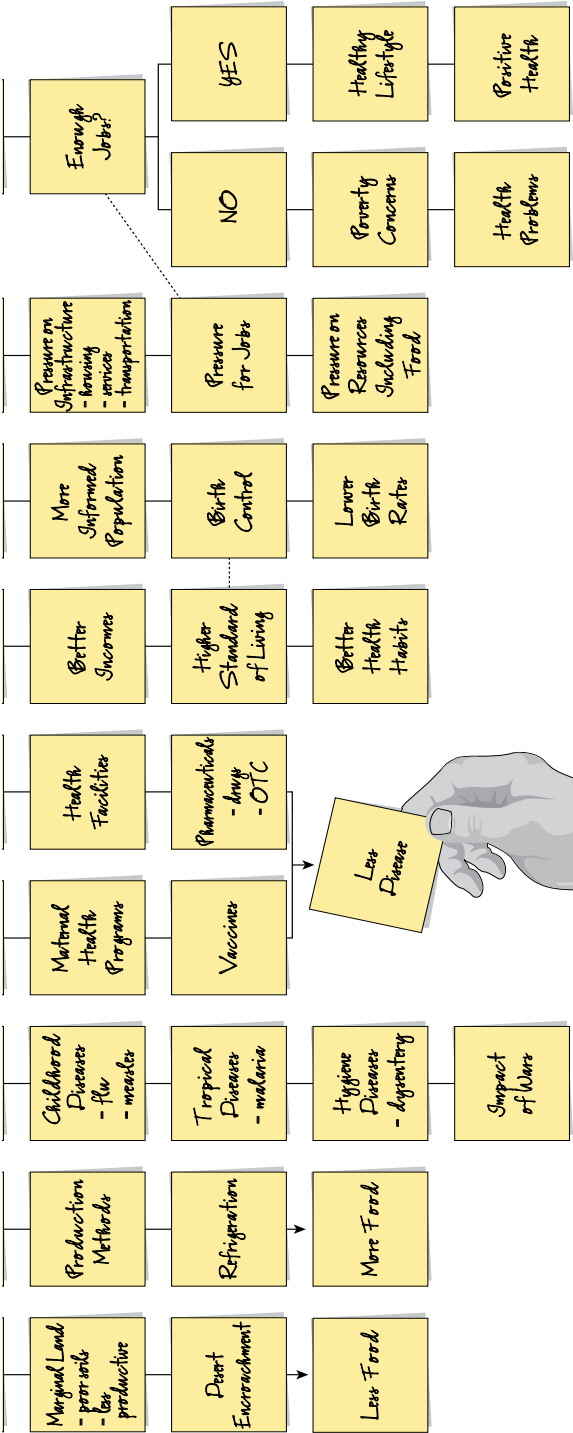 Marginal Land
- poor soils
- less
productive
Desert
Encroachment
Less Food
Production
Methods
Refrigeration
More Food
Childhood
Diseases
- flu
- measles
Tropical
Diseases
- malaria
Hygiene
Diseases
- dysentery
Impact
of Wars
Maternal
Health
Programs
Vaccines
Health
Facilities
Pharmaceuticals
- drugs
- OTC
Less
Disease
Better
Incomes
Higher
Standard
of Living
Better
Health
Habits
More
Informed
Population
Birth
Control
Lower
Birth
Rates
Pressure on
Infrastructure
- housing
- services
- transportation
Pressure
for Jobs
Pressure on
Resources
Including
Food
Enough
Jobs?
NO
Poverty
Concerns
Health
Problems
YES
Healthy
Lifestyle
Positive
Health